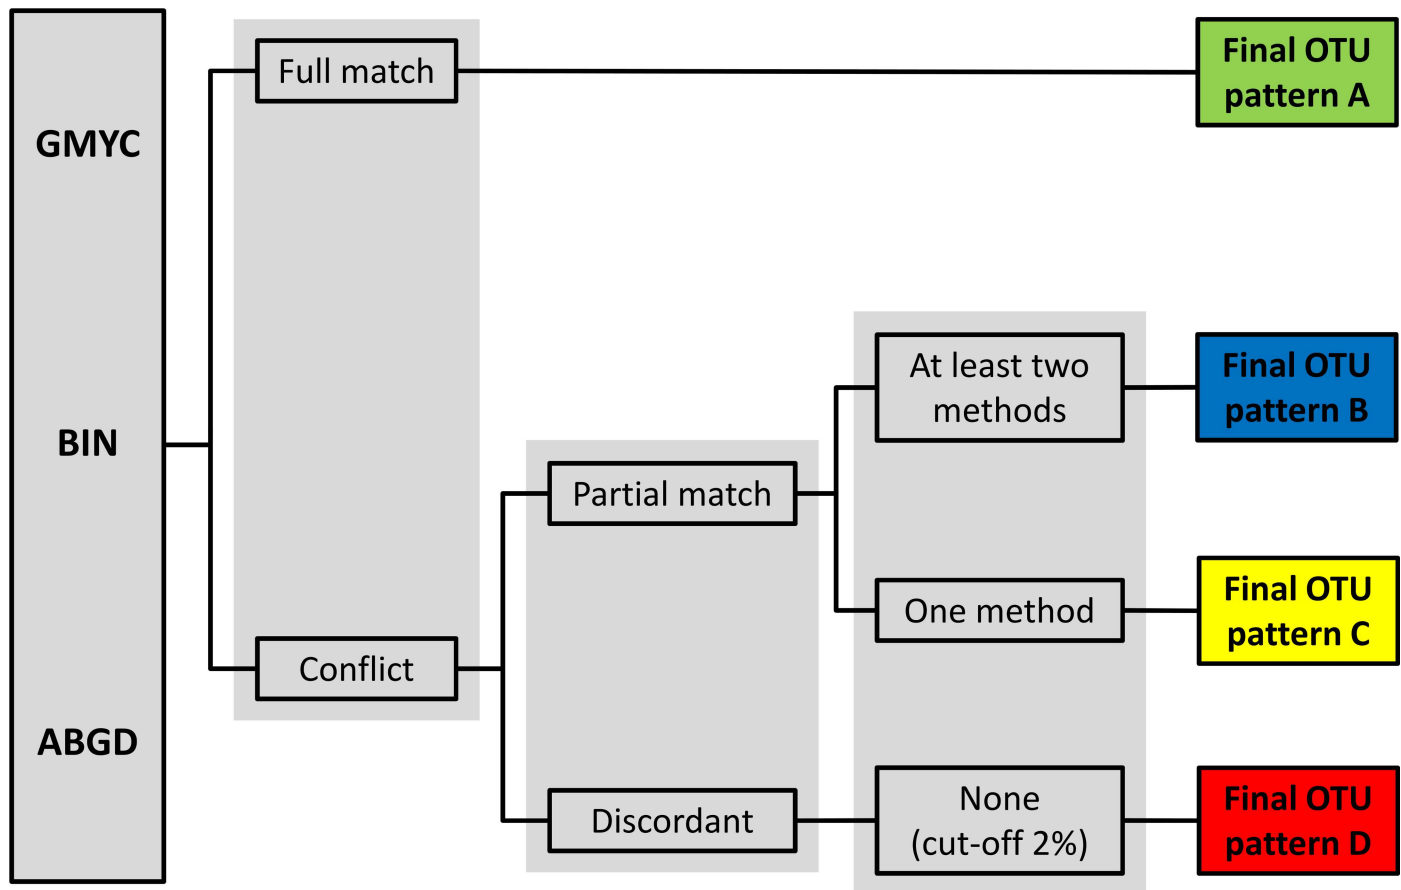 GMYC
BIN
ABGD
Full match
Conflict
Partial match
Discordant
At least two
methods
One method
None
(cut-off 2%)
Final OTU
pattern A
Final OTU
pattern B
Final OTU
pattern C
Final OTU
pattern D